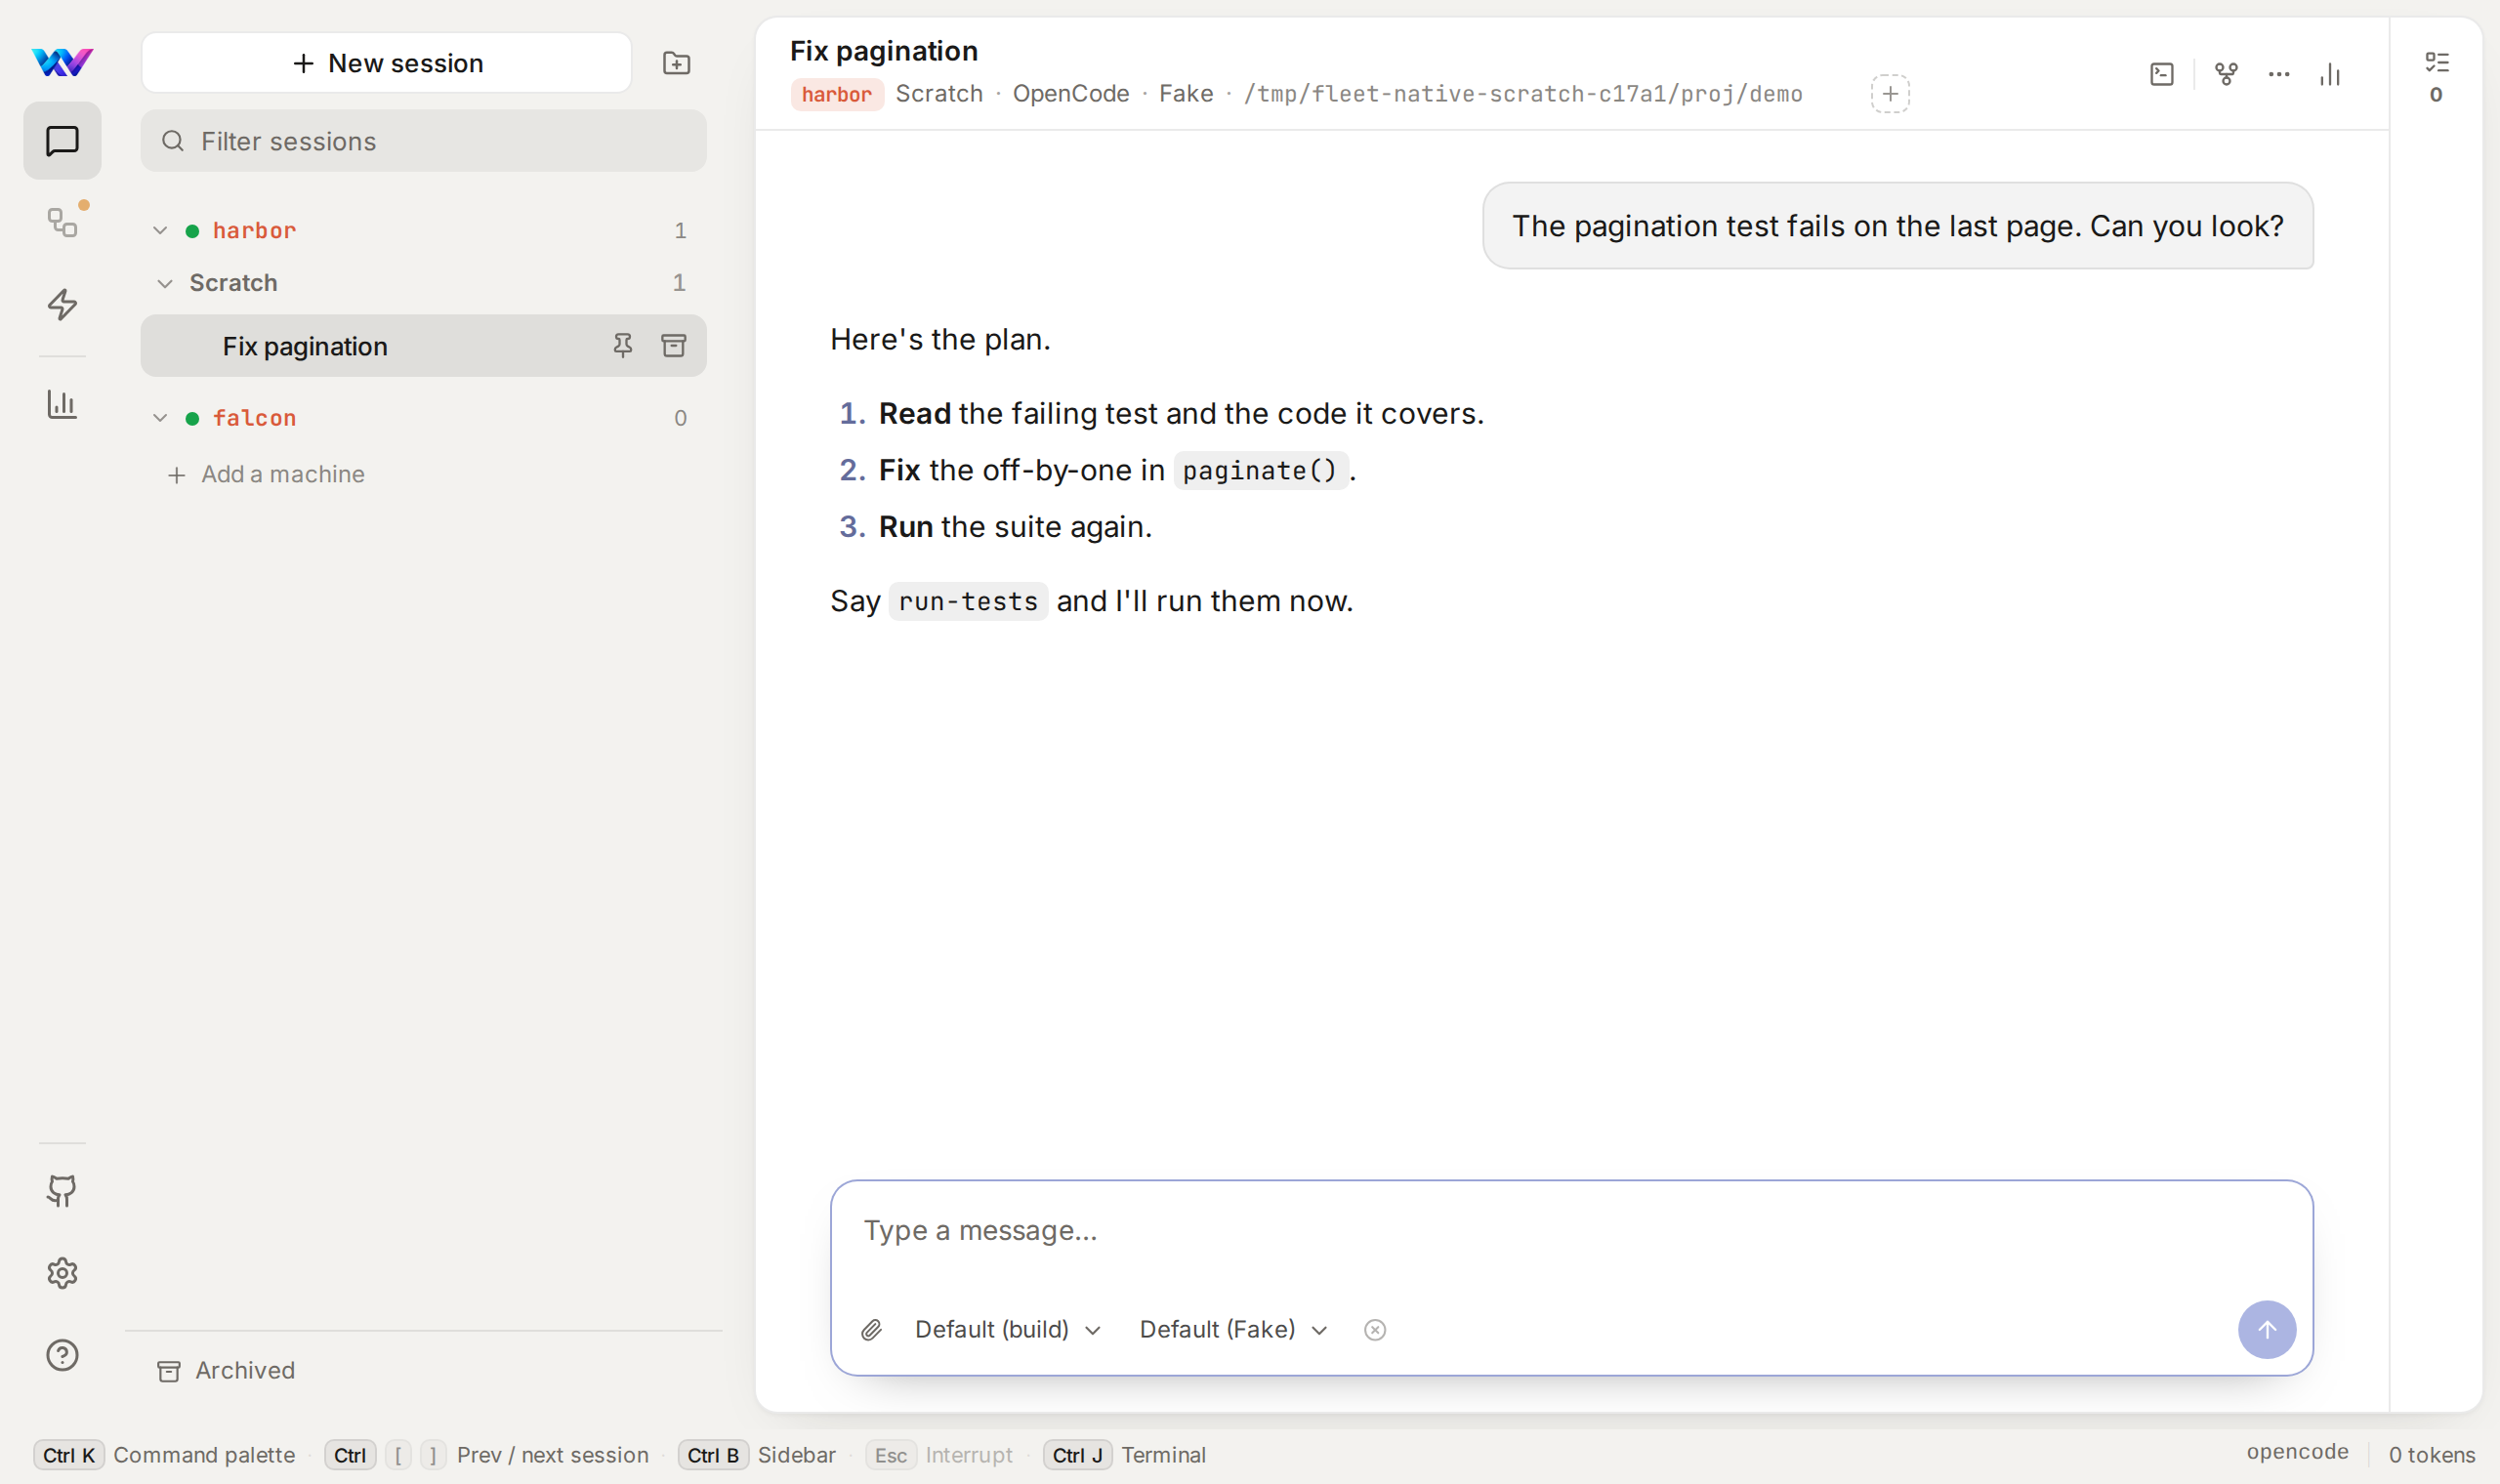 New session
Filter sessions
harbor 1
Scratch 1
Fix pagination
falcon 0
Add a machine
Archived
Fix pagination
harbor Scratch · OpenCode · Fake · /tmp/fleet-native-scratch-c17a1/proj/demo
0
The pagination test fails on the last page. Can you look?
Here's the plan.
1. Read the failing test and the code it covers.
2. Fix the off-by-one in paginate().
3. Run the suite again.
Say run-tests and I'll run them now.
Type a message...
Default (build) Default (Fake)
Ctrl K Command palette · Ctrl [ ] Prev / next session · Ctrl B Sidebar · Esc Interrupt · Ctrl J Terminal
opencode 0 tokens